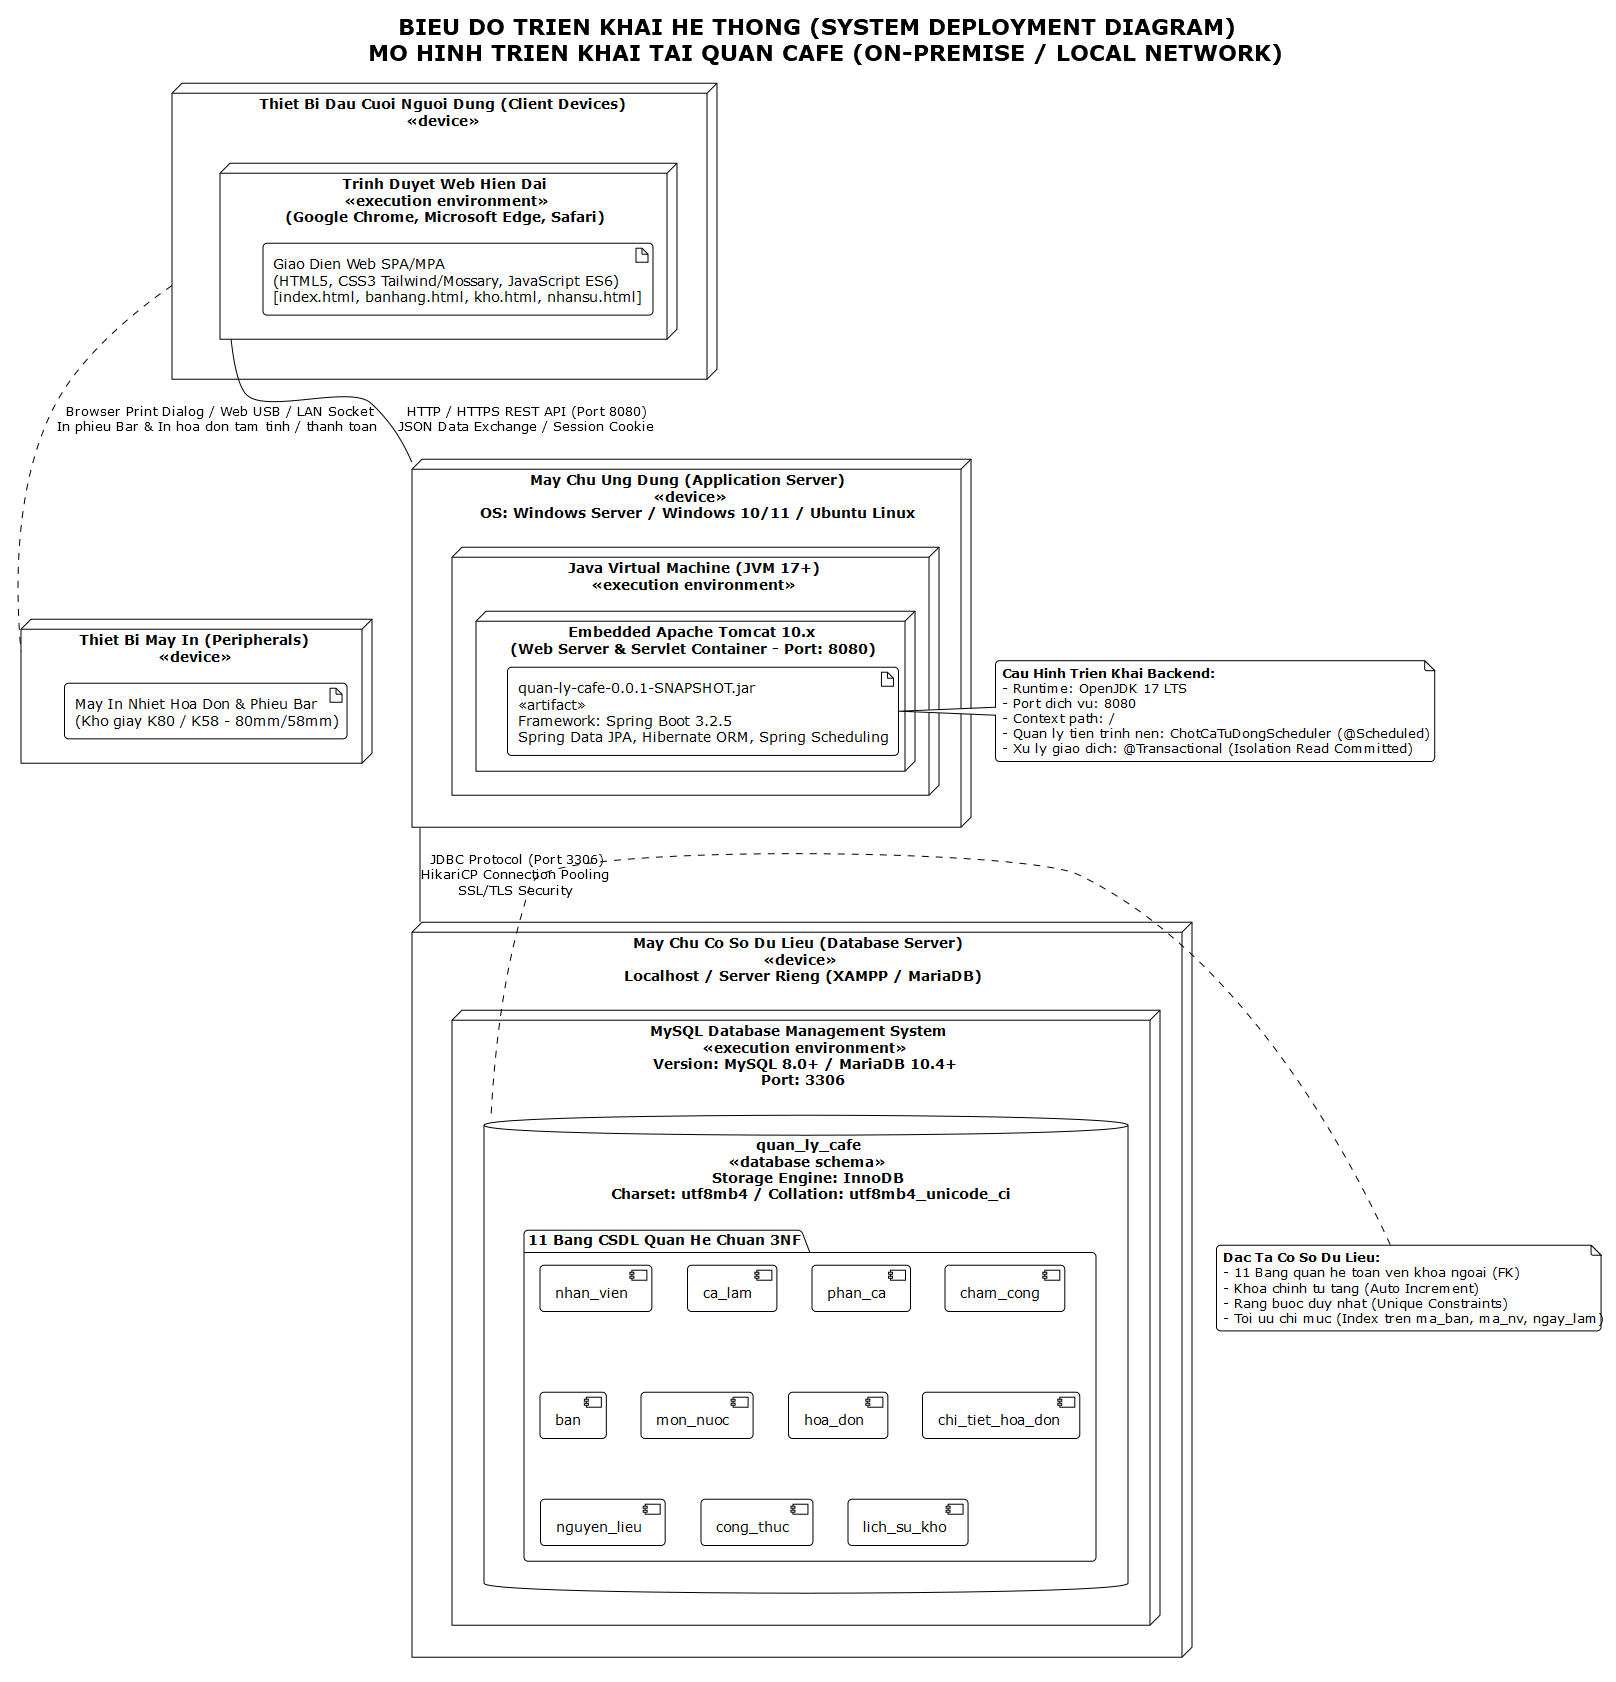 BIEU DO TRIEN KHAI HE THONG (SYSTEM DEPLOYMENT DIAGRAM)
MO HINH TRIEN KHAI TAI QUAN CAFE (ON-PREMISE / LOCAL NETWORK)
Thiet Bi Dau Cuoi Nguoi Dung (Client Devices)
«device»
Trinh Duyet Web Hien Dai
«execution environment»
(Google Chrome, Microsoft Edge, Safari)
Giao Dien Web SPA/MPA
(HTML5, CSS3 Tailwind/Mossary, JavaScript ES6)
[index.html, banhang.html, kho.html, nhansu.html]
Browser Print Dialog / Web USB / LAN Socket
In phieu Bar & In hoa don tam tinh / thanh toan
HTTP / HTTPS REST API (Port 8080)
JSON Data Exchange / Session Cookie
May Chu Ung Dung (Application Server)
«device»
OS: Windows Server / Windows 10/11 / Ubuntu Linux
Java Virtual Machine (JVM 17+)
«execution environment»
Embedded Apache Tomcat 10.x
(Web Server & Servlet Container - Port: 8080)
quan-ly-cafe-0.0.1-SNAPSHOT.jar
«artifact»
Framework: Spring Boot 3.2.5
Spring Data JPA, Hibernate ORM, Spring Scheduling
Thiet Bi May In (Peripherals)
«device»
May In Nhiet Hoa Don & Phieu Bar
(Kho giay K80 / K58 - 80mm/58mm)
Cau Hinh Trien Khai Backend:
- Runtime: OpenJDK 17 LTS
- Port dich vu: 8080
- Context path: /
- Quan ly tien trinh nen: ChotCaTuDongScheduler (@Scheduled)
- Xu ly giao dich: @Transactional (Isolation Read Committed)
JDBC Protocol (Port 3306)
HikariCP Connection Pooling
SSL/TLS Security
May Chu Co So Du Lieu (Database Server)
«device»
Localhost / Server Rieng (XAMPP / MariaDB)
MySQL Database Management System
«execution environment»
Version: MySQL 8.0+ / MariaDB 10.4+
Port: 3306
quan_ly_cafe
«database schema»
Storage Engine: InnoDB
Charset: utf8mb4 / Collation: utf8mb4_unicode_ci
11 Bang CSDL Quan He Chuan 3NF
nhan_vien
ca_lam
phan_ca
cham_cong
ban
mon_nuoc
hoa_don
chi_tiet_hoa_don
nguyen_lieu
cong_thuc
lich_su_kho
Dac Ta Co So Du Lieu:
- 11 Bang quan he toan ven khoa ngoai (FK)
- Khoa chinh tu tang (Auto Increment)
- Rang buoc duy nhat (Unique Constraints)
- Toi uu chi muc (Index tren ma_ban, ma_nv, ngay_lam)